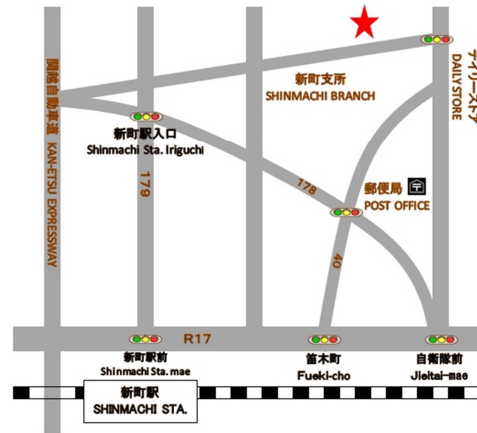 新町支所
SHINMACHI BRANCH
デイリーストア
DAILY STORE
関越自動車道 KAN-ETSU EXPRESSWAY
新町駅入口
Shinmachi Sta. Iriguchi
179
178
郵便局
POST OFFICE
40
R17
新町駅前
Shinmachi Sta. mae
笛木町
Fueki-cho
自衛隊前
Jieitai-mae
新町駅
SHINMACHI STA.